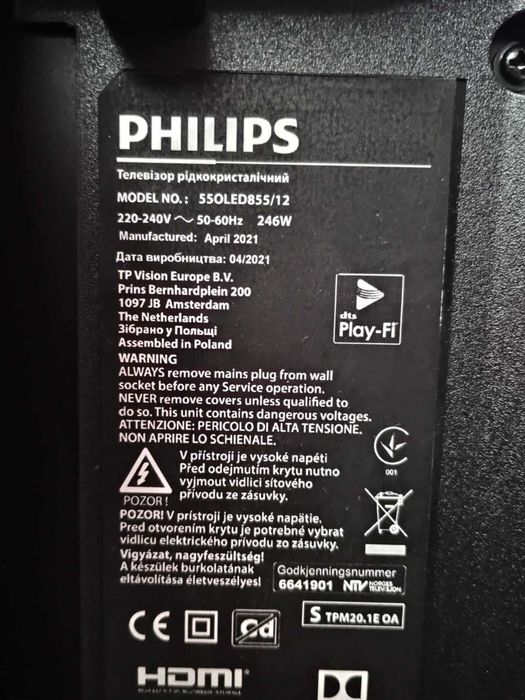 PHILIPS
Телевізор рідкокристалічний
MODEL NO.: 55OLED855/12
220-240V ~ 50-60Hz 246W
Manufactured: April 2021
Дата виробництва: 04/2021
TP Vision Europe B.V.
Prins Bernhardplein 200
1097 JB Amsterdam
The Netherlands
Зібрано у Польщі
Assembled in Poland
dts
Play-Fi
WARNING
ALWAYS remove mains plug from wall
socket before any Service operation.
NEVER remove covers unless qualified to
do so. This unit contains dangerous voltages.
ATTENZIONE: PERICOLO DI ALTA TENSIONE.
NON APRIRE LO SCHIENALE.
001
V přístroji je vysoké napětí
Před odejmutím krytu nutno
vyjmout vidlici síťového
přívodu ze zásuvky.
POZOR!
POZOR! V prístroji je vysoké napätie.
Pred otvorením krytu je potrebné vybrat
vidlicu elektrického prívodu zo zásuvky.
Vigyázat, nagyfeszültség!
A készülek burkolatának
eltávolítása életveszélyes!
Godkjenningsnummer
6641901 NTV NORGES
TELEVISJON
CE
S TPM20.1E OA
HDMI